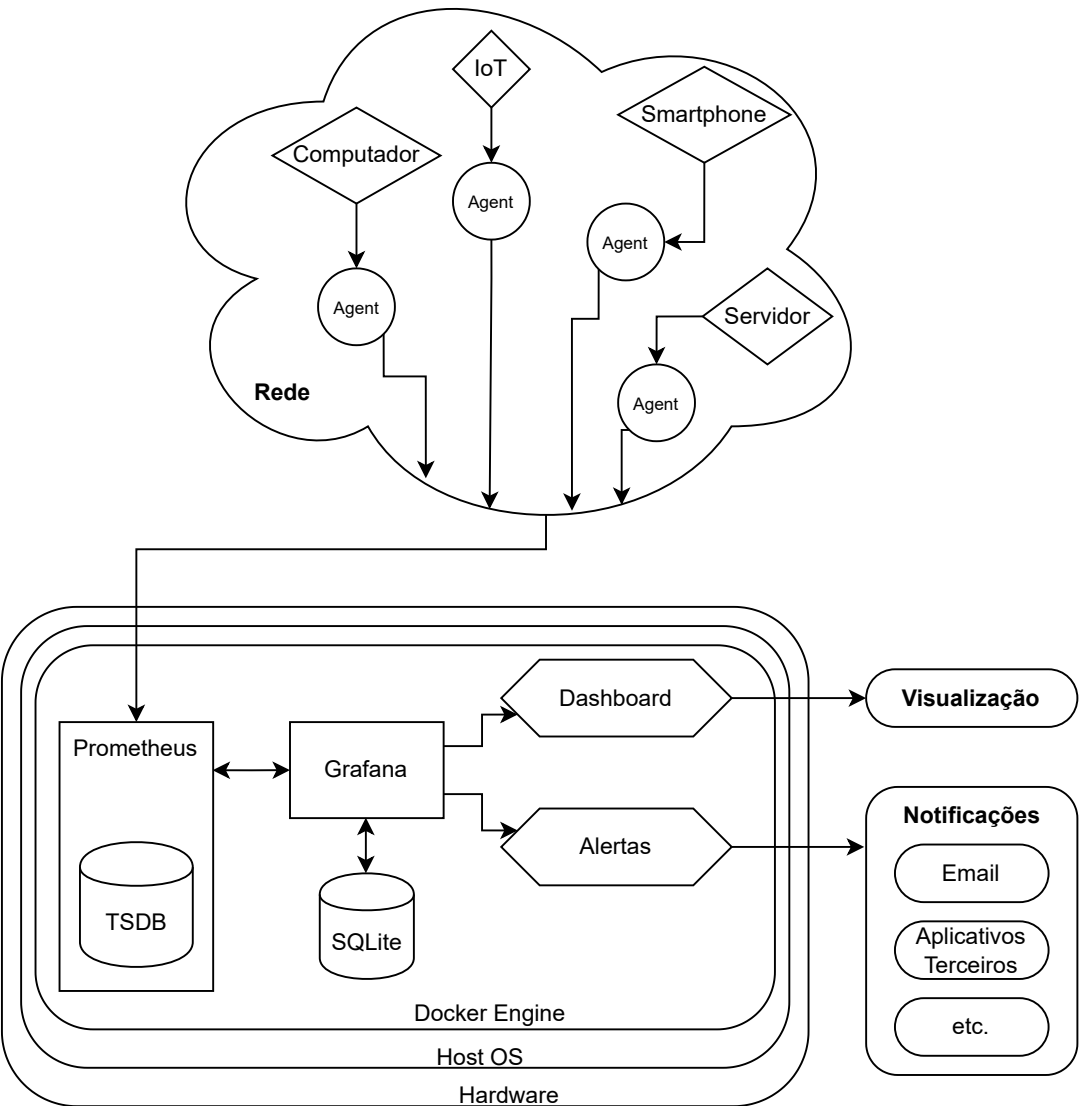 IoT
Smartphone
Computador
Agent
Agent
Agent
Servidor
Rede
Agent
Dashboard
Visualização
Prometheus
Grafana
Notificações
Alertas
Email
TSDB
SQLite
Aplicativos
Terceiros
Docker Engine
etc.
Host OS
Hardware